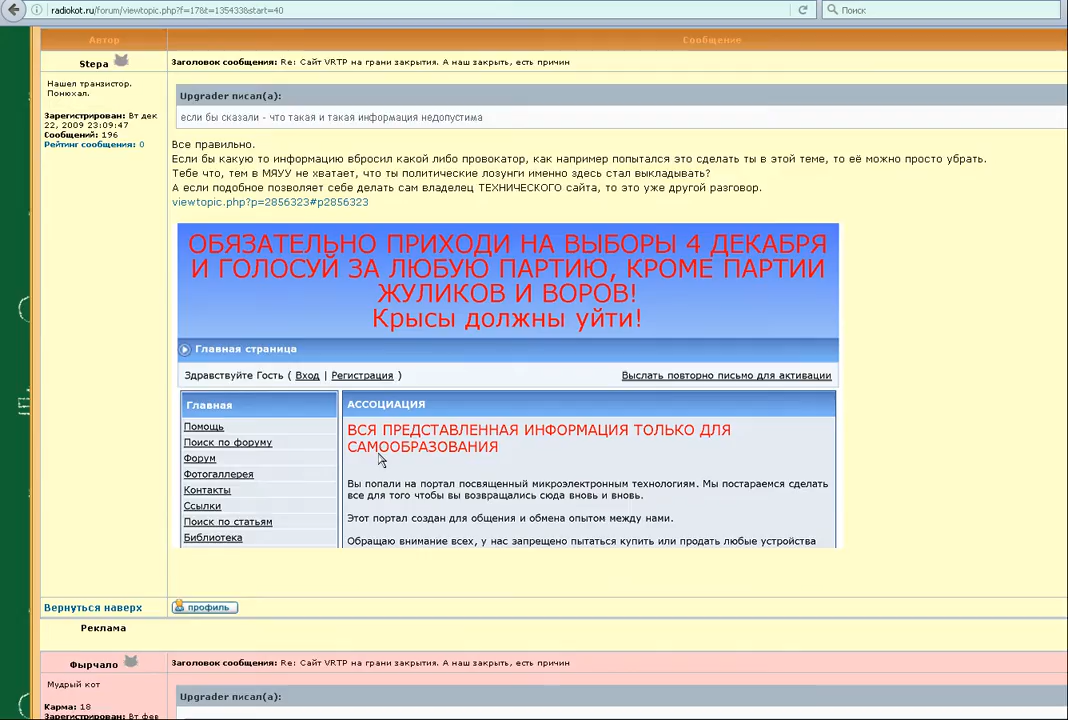 radiokot.ru/forum/viewtopic.php?f=17&t=135433&start=40
Поиск
Автор
Сообщение
Stepa
Заголовок сообщения: Re: Сайт VRTP на грани закрытия. А наш закрыть, есть причин
Нашел транзистор.
Понюхал.
Зарегистрирован: Вт дек
22, 2009 23:09:47
Сообщений: 196
Рейтинг сообщения: 0
Upgrader писал(а):
если бы сказали - что такая и такая информация недопустима
Все правильно.
Если бы какую то информацию вбросил какой либо провокатор, как например попытался это сделать ты в этой теме, то её можно просто убрать.
Тебе что, тем в МЯУУ не хватает, что ты политические лозунги именно здесь стал выкладывать?
А если подобное позволяет себе делать сам владелец ТЕХНИЧЕСКОГО сайта, то это уже другой разговор.
viewtopic.php?p=2856323#p2856323
ОБЯЗАТЕЛЬНО ПРИХОДИ НА ВЫБОРЫ 4 ДЕКАБРЯ
И ГОЛОСУЙ ЗА ЛЮБУЮ ПАРТИЮ, КРОМЕ ПАРТИИ
ЖУЛИКОВ И ВОРОВ!
Крысы должны уйти!
Главная страница
Здравствуйте Гость ( Вход | Регистрация )
Выслать повторно письмо для активации
Главная
Помощь
Поиск по форуму
Форум
Фотогаллерея
Контакты
Ссылки
Поиск по статьям
Библиотека
АССОЦИАЦИЯ
ВСЯ ПРЕДСТАВЛЕННАЯ ИНФОРМАЦИЯ ТОЛЬКО ДЛЯ
САМООБРАЗОВАНИЯ
Вы попали на портал посвященный микроэлектронным технологиям. Мы постараемся сделать
все для того чтобы вы возвращались сюда вновь и вновь.
Этот портал создан для общения и обмена опытом между нами.
Обращаю внимание всех, у нас запрещено пытаться купить или продать любые устройства
Вернуться наверх
профиль
Реклама
Фырчало
Заголовок сообщения: Re: Сайт VRTP на грани закрытия. А наш закрыть, есть причин
Мудрый кот
Карма: 18
Зарегистрирован: Вт фев
Upgrader писал(а):